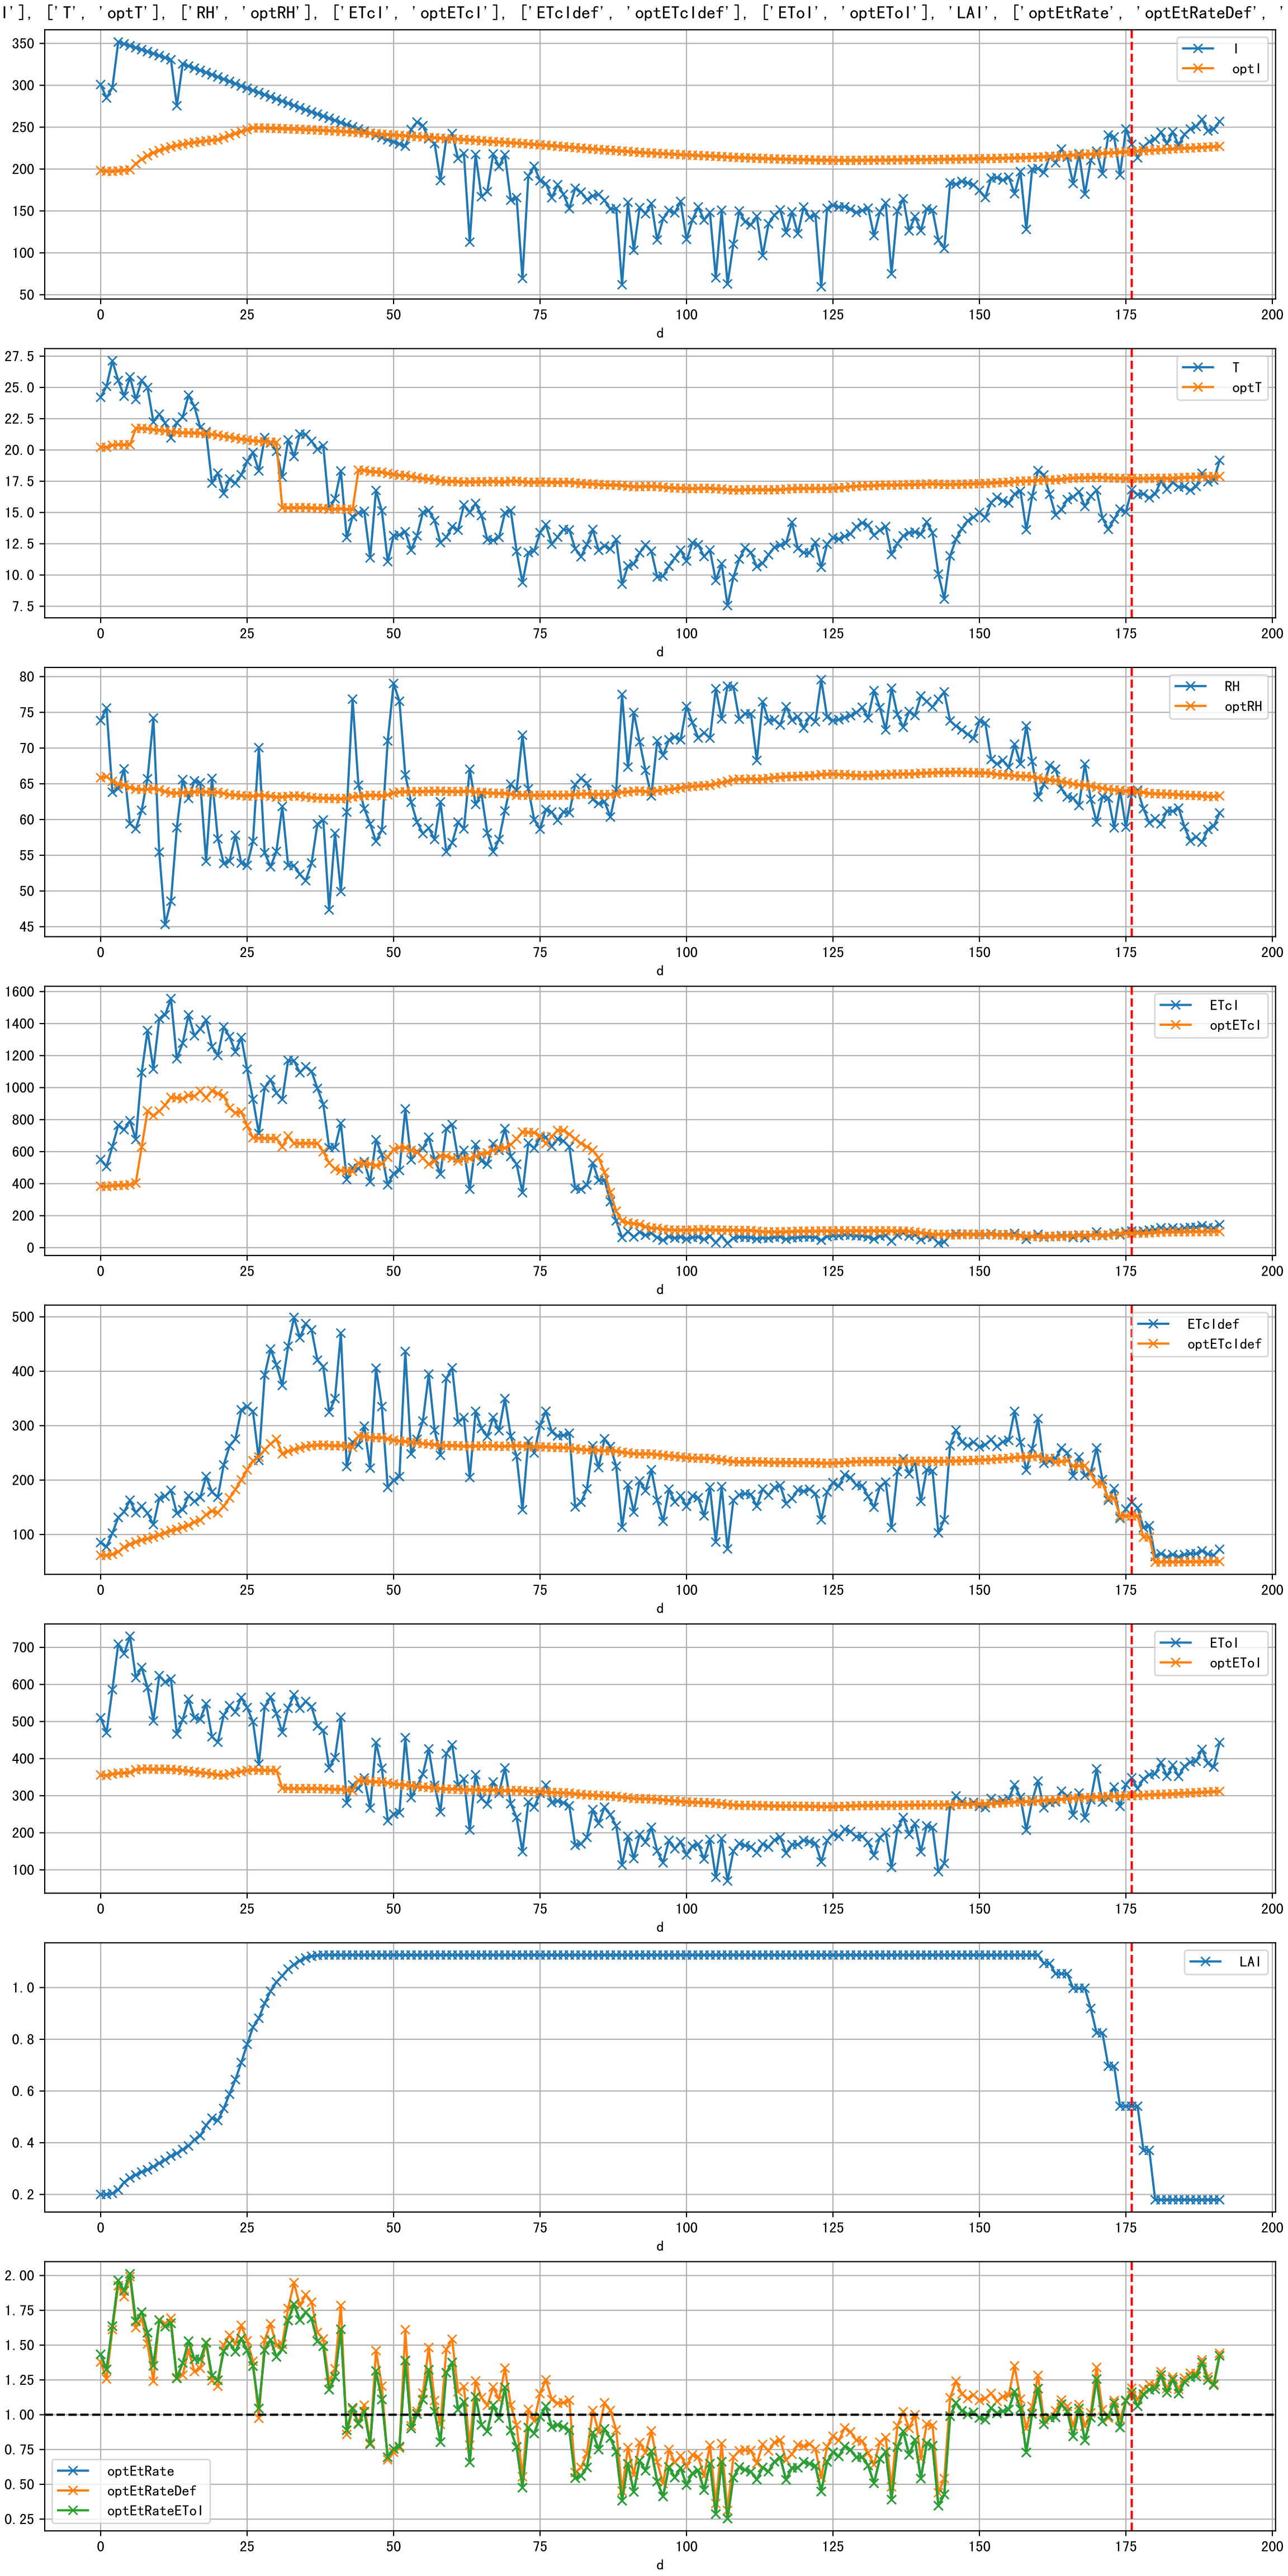 I'], ['T', 'optT'], ['RH', 'optRH'], ['ETcI', 'optETcI'], ['ETcIdef', 'optETcIdef'], ['EToI', 'optEToI'], 'LAI', ['optEtRate', 'optEtRateDef', '
350
300
250
200
150
100
50
I
optI
0 25 50 75 100 125 150 175 200
d
27.5
25.0
22.5
20.0
17.5
15.0
12.5
10.0
7.5
T
optT
0 25 50 75 100 125 150 175 200
d
80
75
70
65
60
55
50
45
RH
optRH
0 25 50 75 100 125 150 175 200
d
1600
1400
1200
1000
800
600
400
200
0
ETcI
optETcI
0 25 50 75 100 125 150 175 200
d
500
400
300
200
100
ETcIdef
optETcIdef
0 25 50 75 100 125 150 175 200
d
700
600
500
400
300
200
100
EToI
optEToI
0 25 50 75 100 125 150 175 200
d
1.0
0.8
0.6
0.4
0.2
LAI
0 25 50 75 100 125 150 175 200
d
2.00
1.75
1.50
1.25
1.00
0.75
0.50
0.25
optEtRate
optEtRateDef
optEtRateEToI
0 25 50 75 100 125 150 175 200
d